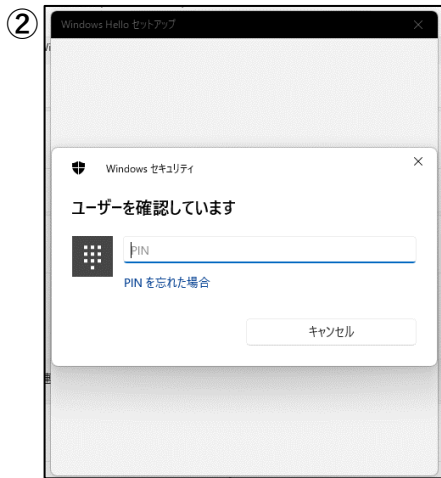 ②
Windows Hello セットアップ
Windows セキュリティ
ユーザーを確認しています
PIN
PIN を忘れた場合
キャンセル